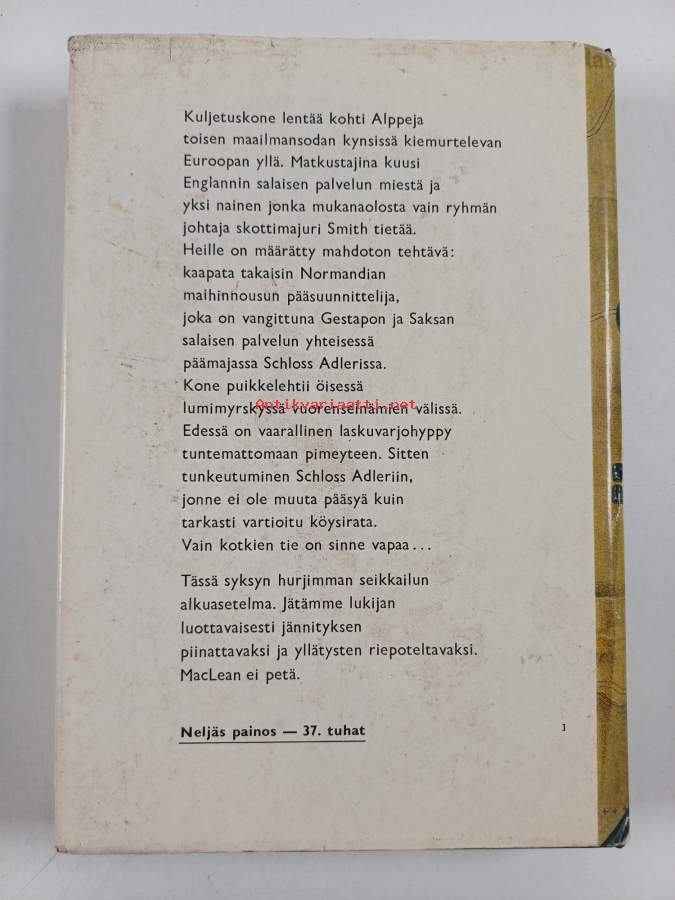 Kuljetuskone lentää kohti Alppeja
toisen maailmansodan kynsissä kiemurtelevan
Euroopan yllä. Matkustajina kuusi
Englannin salaisen palvelun miestä ja
yksi nainen jonka mukanaolosta vain ryhmän
johtaja skottimajuri Smith tietää.
Heille on määrätty mahdoton tehtävä:
kaapata takaisin Normandian
maihinnousun pääsuunnittelija,
joka on vangittuna Gestapon ja Saksan
salaisen palvelun yhteisessä
päämajassa Schloss Adlerissa.
Kone puikkelehtii öisessä
Antikvariaatti.net
lumimyrskyssä vuorenseinämien välissä.
Edessä on vaarallinen laskuvarjohyppy
tuntemattomaan pimeyteen. Sitten
tunkeutuminen Schloss Adleriin,
jonne ei ole muuta pääsyä kuin
tarkasti vartioitu köysirata.
Vain kotkien tie on sinne vapaa...
Tässä syksyn hurjimman seikkailun
alkuasetelma. Jätämme lukijan
luottavaisesti jännityksen
piinattavaksi ja yllätysten riepoteltavaksi.
MacLean ei petä.
Neljäs painos — 37. tuhat
1